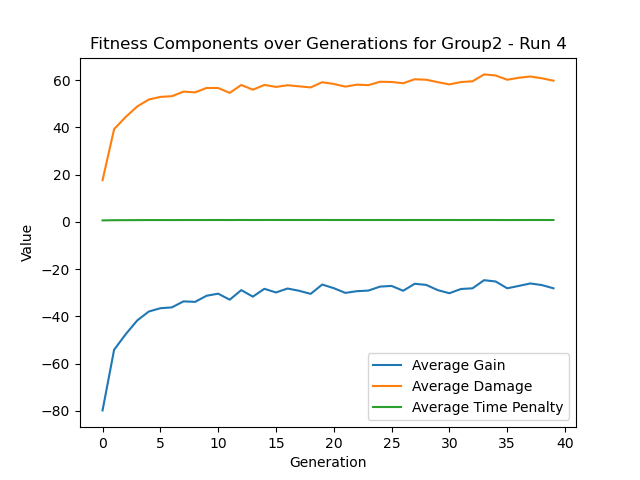 Fitness Components over Generations for Group2 - Run 4
60
40
20
0
−20
−40
−60
−80
Value
Average Gain
Average Damage
Average Time Penalty
0 5 10 15 20 25 30 35 40
Generation